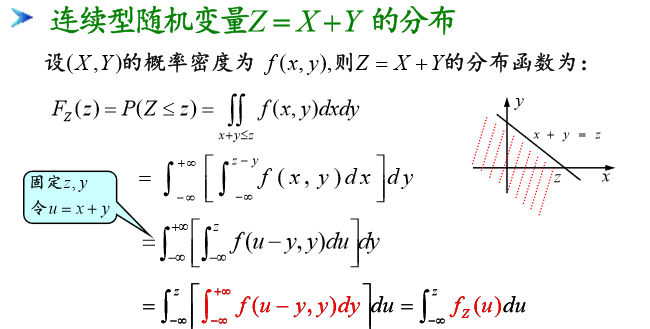 连续型随机变量Z = X+Y 的分布
设(X,Y)的概率密度为 f(x,y),则Z = X+Y的分布函数为：
F_Z(z) = P(Z ≤ z) = ∬_{x+y≤z} f(x,y)dxdy
y
x + y = z
z
x
= ∫_{-∞}^{+∞} [ ∫_{-∞}^{z-y} f(x,y)dx ] dy
固定z,y
令u = x+y
= ∫_{-∞}^{+∞} [ ∫_{-∞}^{z} f(u-y,y)du ] dy
= ∫_{-∞}^{z} [ ∫_{-∞}^{+∞} f(u-y,y)dy ] du = ∫_{-∞}^{z} f_Z(u)du